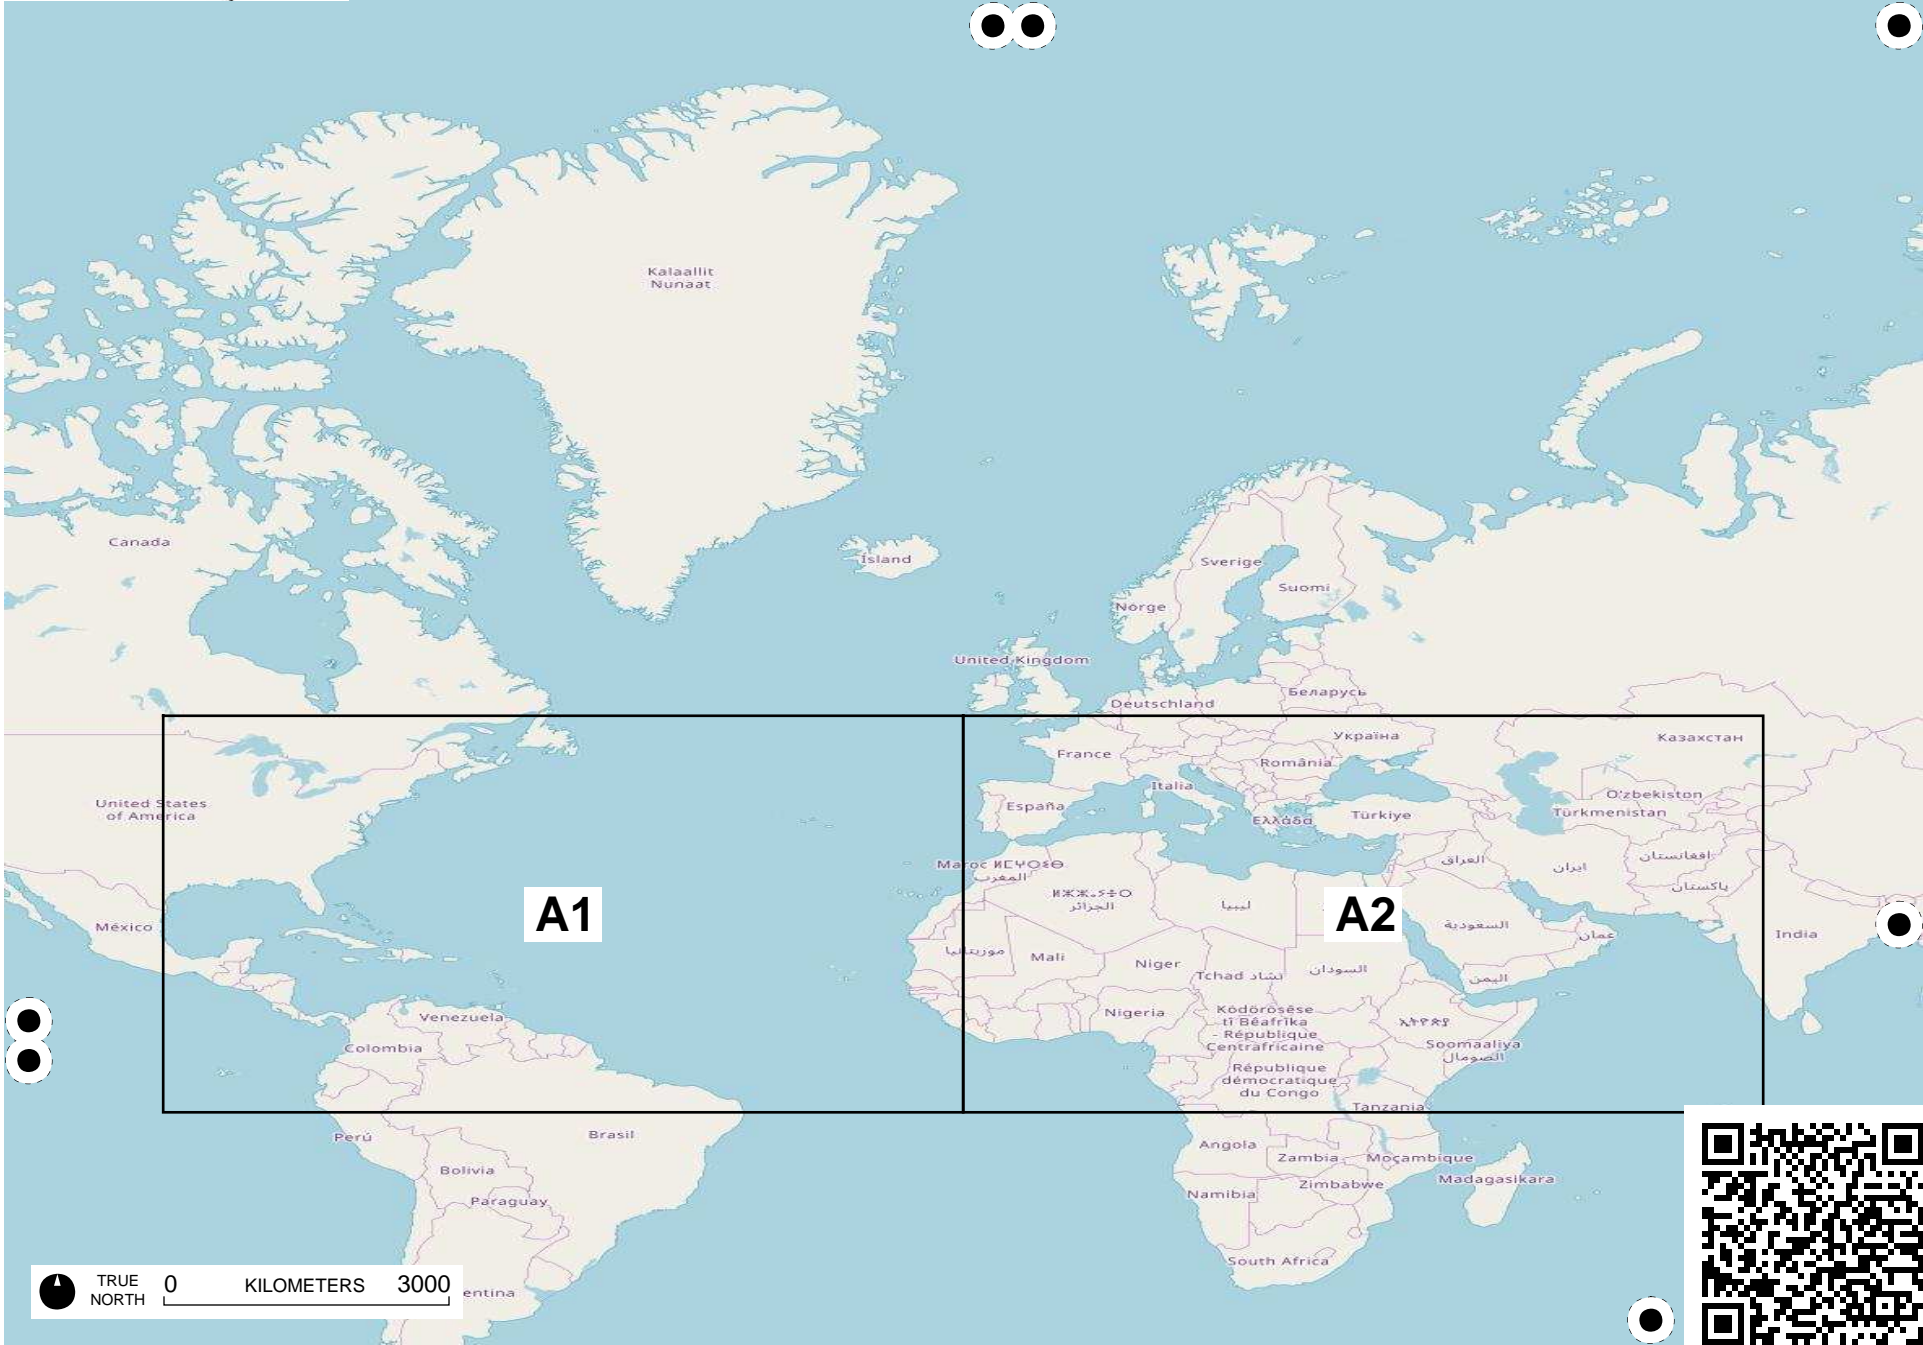 Kalaallit
Nunaat
Canada
Ísland
Sverige
Suomi
Norge
United Kingdom
Беларусь
Deutschland
Україна
Казахстан
France
România
Italia
O'zbekiston
España
Türkmenistan
United States
of America
Ελλάδα
Türkiye
العراق
افغانستان
ایران
Maroc ⵍⵎⵖⵔⵉⴱ
المغرب
پاکستان
الجزائر
ليبيا
A1
A2
México
السعودية
عمان
India
موريتانيا
Mali
Niger
Tchad تشاد
السودان
اليمن
Venezuela
Nigeria
Ködörösêse
tî Bêafrîka
- République
Centrafricaine
ኢትዮጵያ
Colombia
Soomaaliya
الصومال
République
démocratique
du Congo
Tanzania
Perú
Brasil
Angola
Zambia
Moçambique
Bolivia
Madagasikara
Zimbabwe
Namibia
Paraguay
South Africa
TRUE
NORTH
0 KILOMETERS 3000
entina